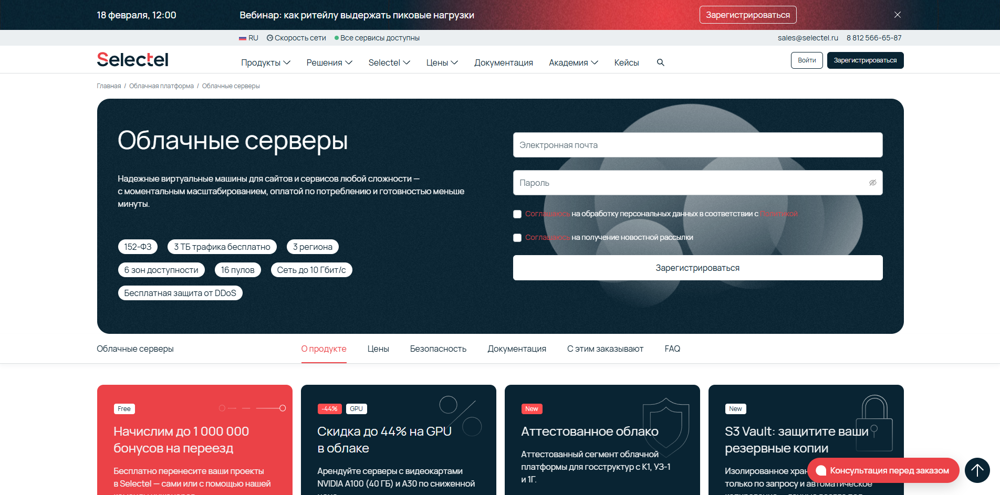 18 февраля, 12:00
Вебинар: как ритейлу выдержать пиковые нагрузки
Зарегистрироваться
RU
Скорость сети
Все сервисы доступны
sales@selectel.ru
8 812 566-65-87
Selectel
Продукты
Решения
Selectel
Цены
Документация
Академия
Кейсы
Войти
Зарегистрироваться
Главная / Облачная платформа / Облачные серверы
Облачные серверы
Надежные виртуальные машины для сайтов и сервисов любой сложности —
с моментальным масштабированием, оплатой по потреблению и готовностью меньше
минуты.
152-ФЗ
3 ТБ трафика бесплатно
3 региона
6 зон доступности
16 пулов
Сеть до 10 Гбит/с
Бесплатная защита от DDoS
Электронная почта
Пароль
Соглашаюсь на обработку персональных данных в соответствии с Политикой
Соглашаюсь на получение новостной рассылки
Зарегистрироваться
Облачные серверы
О продукте
Цены
Безопасность
Документация
С этим заказывают
FAQ
Free
Начислим до 1 000 000
бонусов на переезд
Бесплатно перенесите ваши проекты
в Selectel — сами или с помощью нашей
-44%
GPU
Скидка до 44% на GPU
в облаке
Арендуйте серверы с видеокартами
NVIDIA A100 (40 ГБ) и A30 по сниженной
New
Аттестованное облако
Аттестованный сегмент облачной
платформы для госструктур с К1, УЗ-1
и 1Г.
New
S3 Vault: защитите ваши
резервные копии
Изолированное
только по запросу и автоматическое
Консультация перед заказом